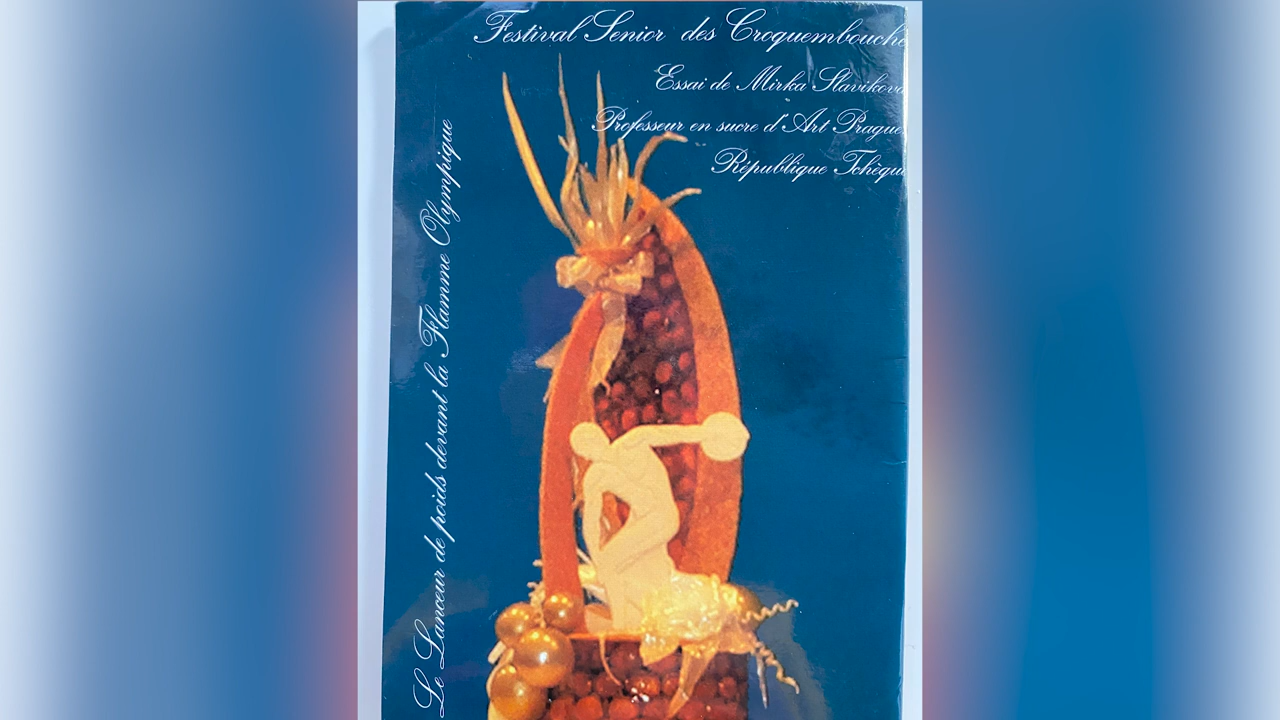 Festival Senior des Croquembouche
Essai de Mirka Slavikova
Professeur en sucre d'Art Prague,
République Tchèqu
Le Lanceur de poids devant la Flamme Olympique